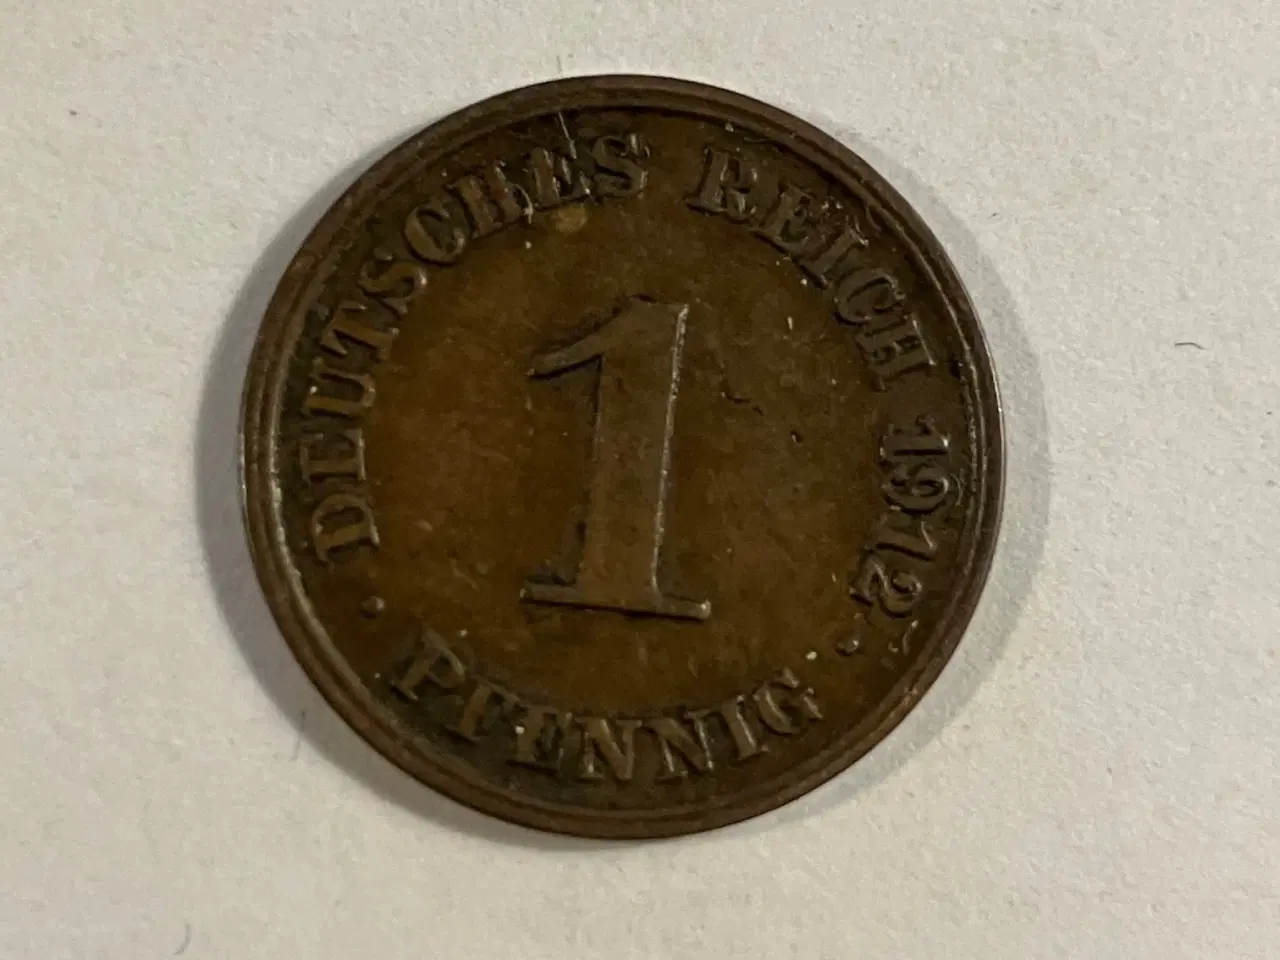 DEUTSCHES REICH 1912
1
· PFENNIG ·